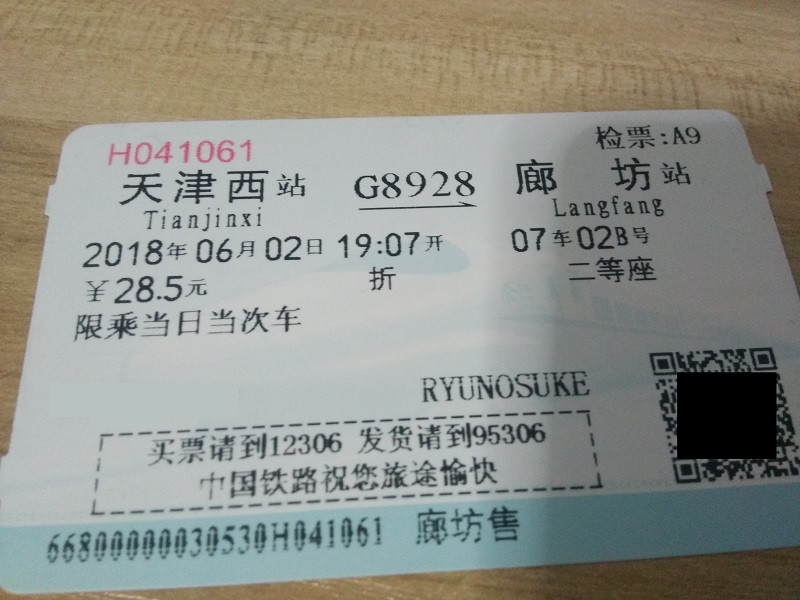 检票:A9
H041061
天津西站 G8928 廊坊站
Tianjinxi Langfang
2018年06月02日 19:07开 07车02B号
￥28.5元 折 二等座
限乘当日当次车
RYUNOSUKE
买票请到12306 发货请到95306
中国铁路祝您旅途愉快
66800000030530H041061 廊坊售